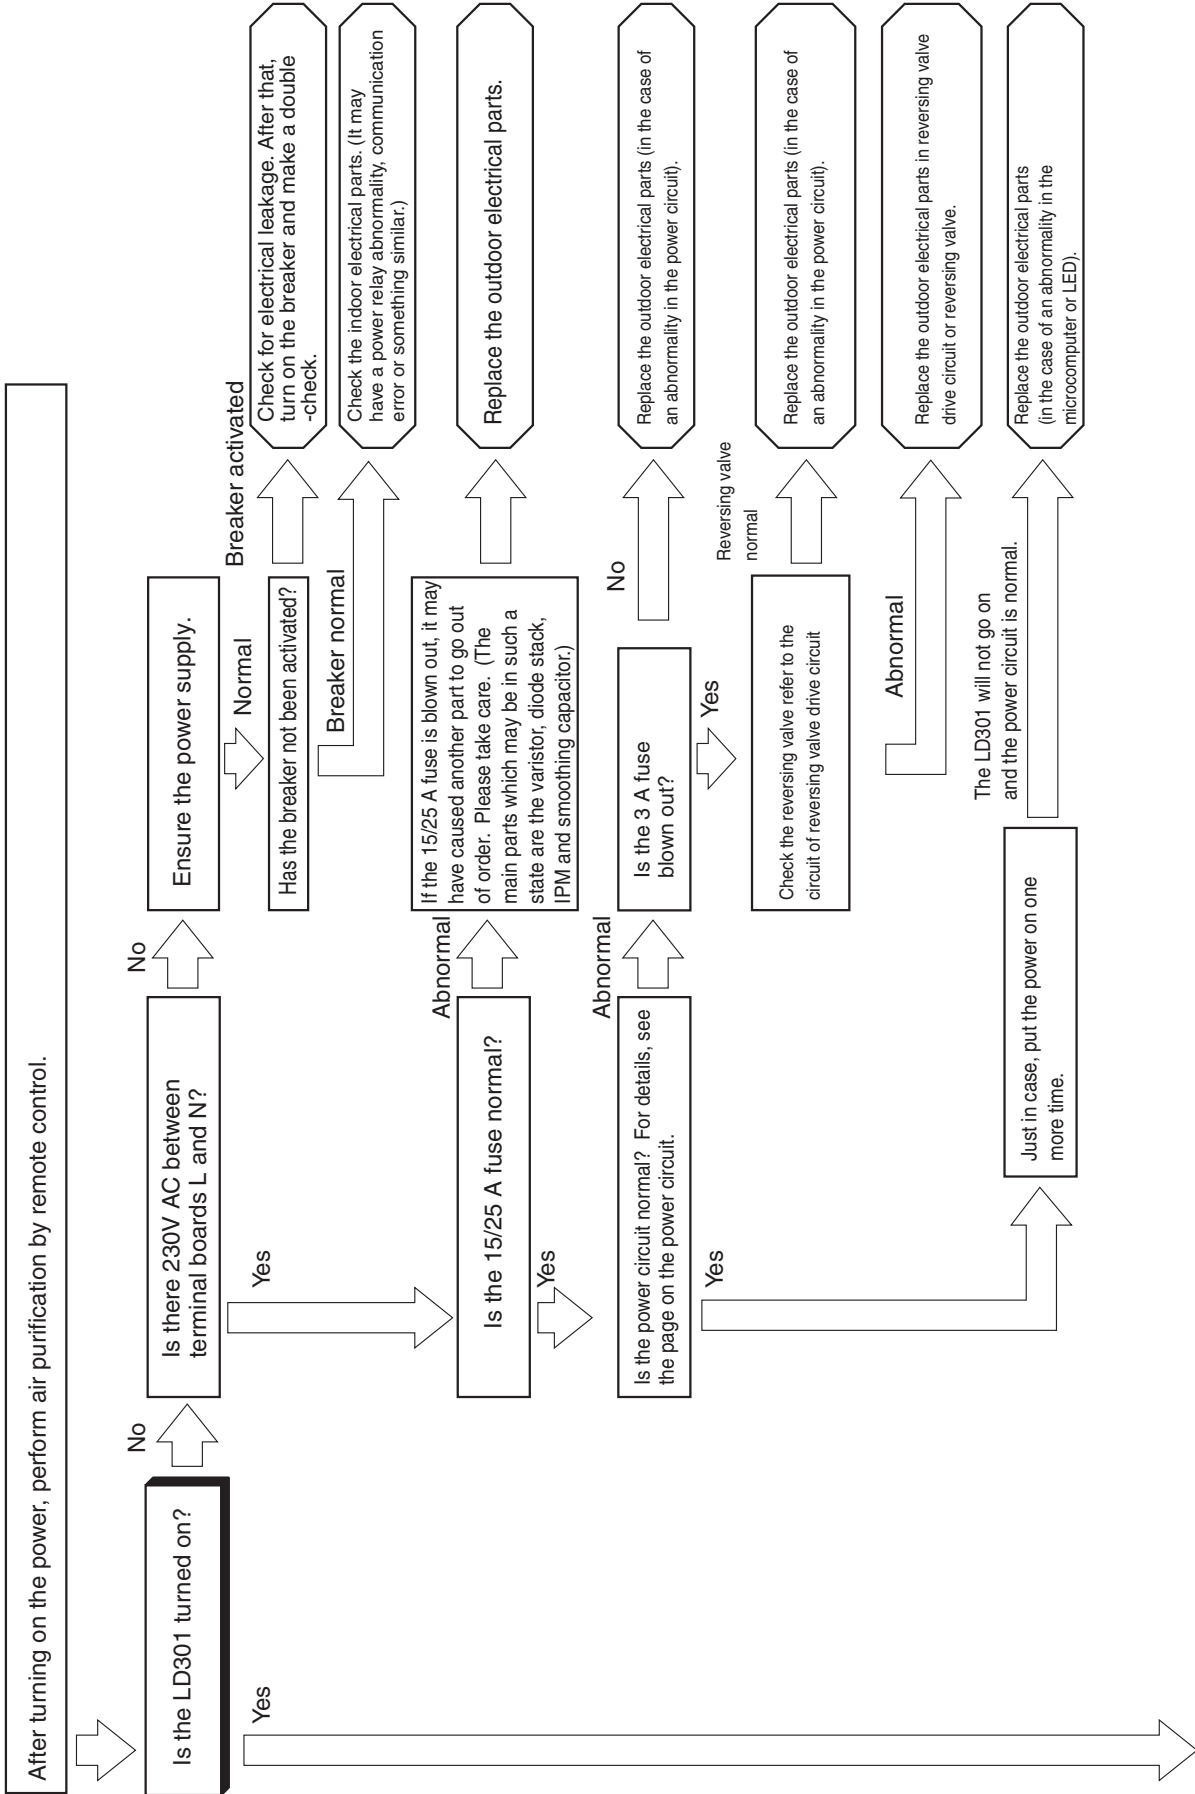 After turning on the power, perform air purification by remote control.
Is the LD301 turned on?
No
Is there 230V AC between
terminal boards L and N?
No
Ensure the power supply.
Normal
Has the breaker not been activated?
Breaker activated
Check for electrical leakage. After that,
turn on the breaker and make a double
-check.
Breaker normal
Check the indoor electrical parts. (It may
have a power relay abnormality, communication
error or something similar.)
Yes
Is the 15/25 A fuse normal?
Abnormal
If the 15/25 A fuse is blown out, it may
have caused another part to go out
of order. Please take care. (The
main parts which may be in such a
state are the varistor, diode stack,
IPM and smoothing capacitor.)
Replace the outdoor electrical parts.
Yes
Is the power circuit normal? For details, see
the page on the power circuit.
Abnormal
Is the 3 A fuse
blown out?
No
Replace the outdoor electrical parts (in the case of
an abnormality in the power circuit).
Yes
Check the reversing valve refer to the
circuit of reversing valve drive circuit
Reversing valve
normal
Replace the outdoor electrical parts (in the case of
an abnormality in the power circuit).
Abnormal
Replace the outdoor electrical parts in reversing valve
drive circuit or reversing valve.
Yes
Just in case, put the power on one
more time.
The LD301 will not go on
and the power circuit is normal.
Replace the outdoor electrical parts
(in the case of an abnormality in the
microcomputer or LED).
Yes